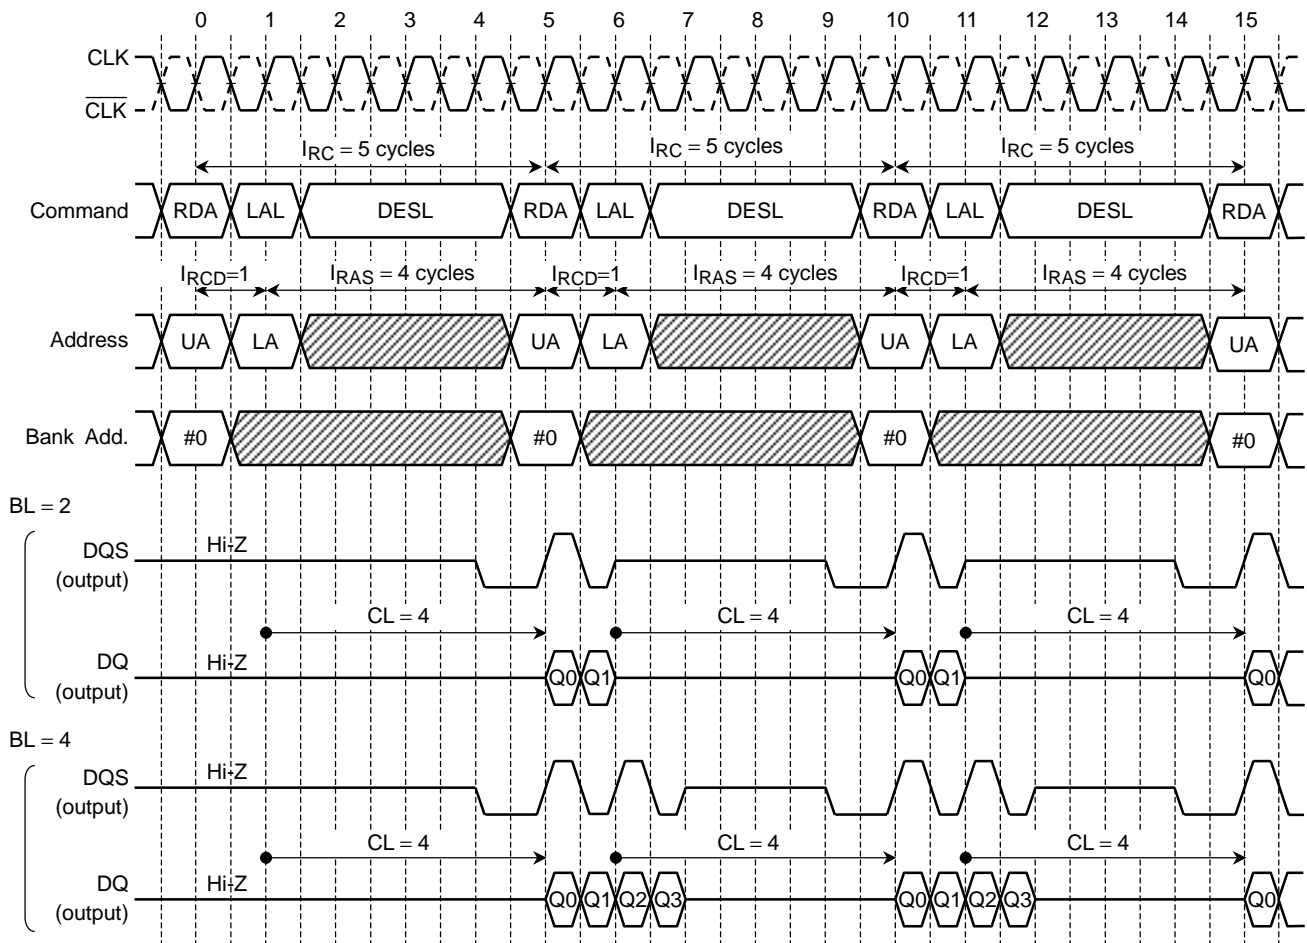 0 1 2 3 4 5 6 7 8 9 10 11 12 13 14 15
CLK
CLK
IRC = 5 cycles IRC = 5 cycles IRC = 5 cycles
Command RDA LAL DESL RDA LAL DESL RDA LAL DESL RDA
IRCD=1 IRAS = 4 cycles IRCD=1 IRAS = 4 cycles IRCD=1 IRAS = 4 cycles
Address UA LA UA LA UA LA UA
Bank Add. #0 #0 #0 #0
BL = 2
Hi-Z
DQS
(output)
CL = 4 CL = 4 CL = 4
DQ Hi-Z Q0 Q1 Q0 Q1 Q0
(output)
BL = 4
DQS Hi-Z
(output)
CL = 4 CL = 4 CL = 4
DQ Hi-Z Q0 Q1 Q2 Q3 Q0 Q1 Q2 Q3 Q0
(output)